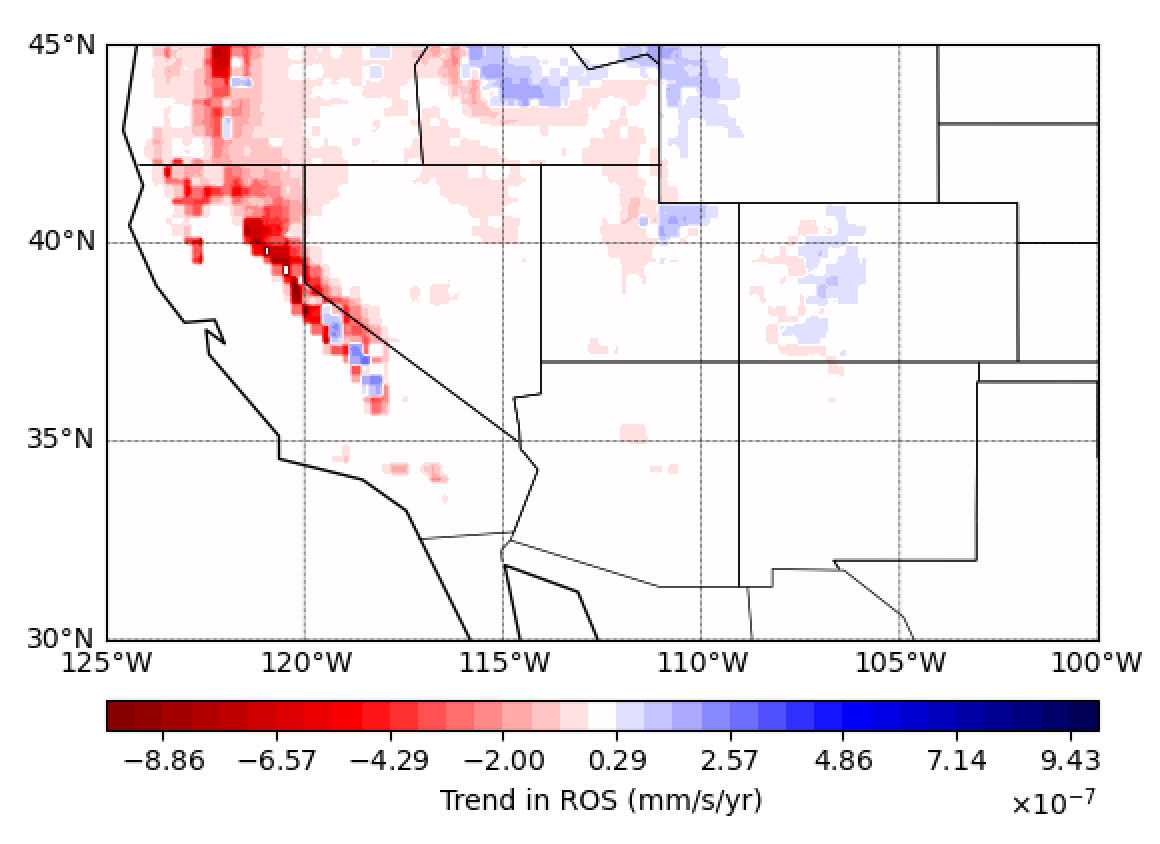 45°N
40°N
35°N
30°N
125°W 120°W 115°W 110°W 105°W 100°W
−8.86 −6.57 −4.29 −2.00 0.29 2.57 4.86 7.14 9.43
Trend in ROS (mm/s/yr) ×10⁻⁷